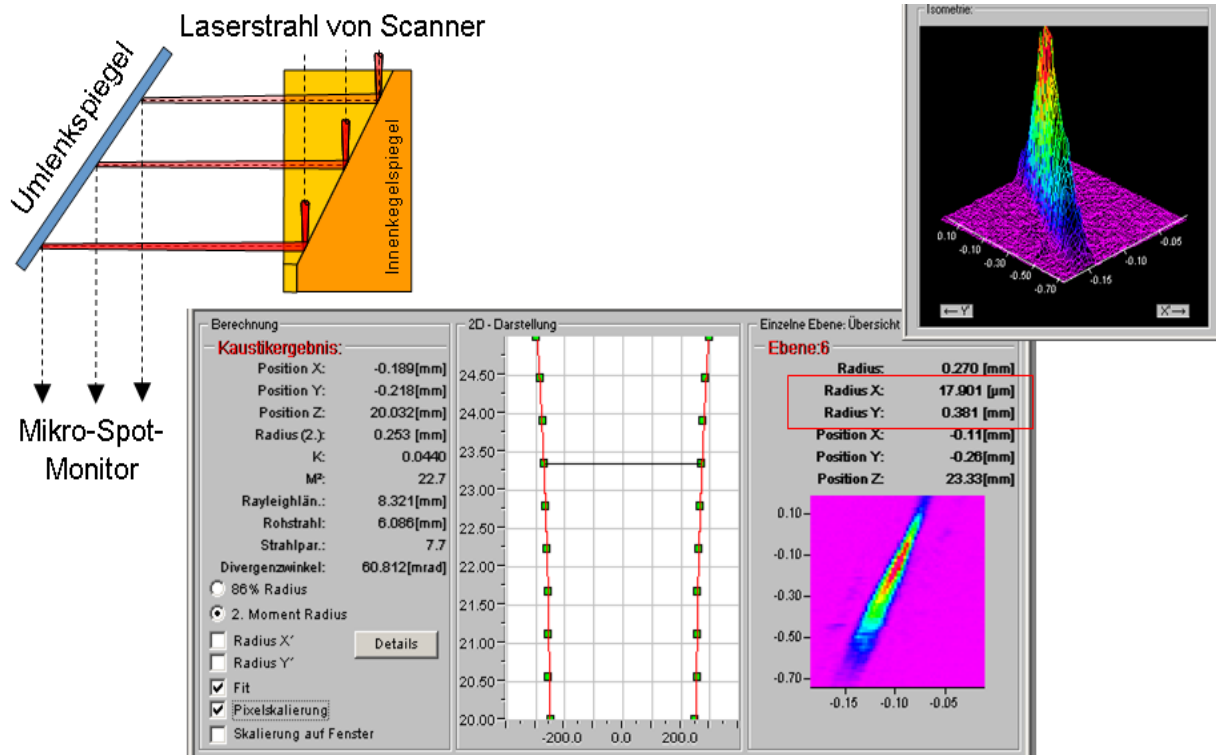 Laserstrahl von Scanner
Umlenkspiegel
Innenkegelspiegel
Mikro-Spot-
Monitor
Isometrie:
0.10
-0.10
-0.30
-0.50
-0.70
-0.05
-0.10
-0.15
← Y'
X' →
Berechnung
Kaustikergebnis:
Position X: -0.189[mm]
Position Y: -0.218[mm]
Position Z: 20.032[mm]
Radius (2.): 0.253 [mm]
K: 0.0440
M²: 22.7
Rayleighlän.: 8.321[mm]
Rohstrahl: 6.086[mm]
Strahlpar.: 7.7
Divergenzwinkel: 60.812[mrad]
86% Radius
2. Moment Radius
Radius X'
Radius Y'
Details
Fit
Pixelskalierung
Skalierung auf Fenster
2D - Darstellung
24.50
24.00
23.50
23.00
22.50
22.00
21.50
21.00
20.50
20.00
-200.0 0.0 200.0
Einzelne Ebene: Übersicht
Ebene:6
Radius: 0.270 [mm]
Radius X: 17.901 [µm]
Radius Y: 0.381 [mm]
Position X: -0.11[mm]
Position Y: -0.26[mm]
Position Z: 23.33[mm]
0.10
-0.10
-0.30
-0.50
-0.70
-0.15 -0.10 -0.05